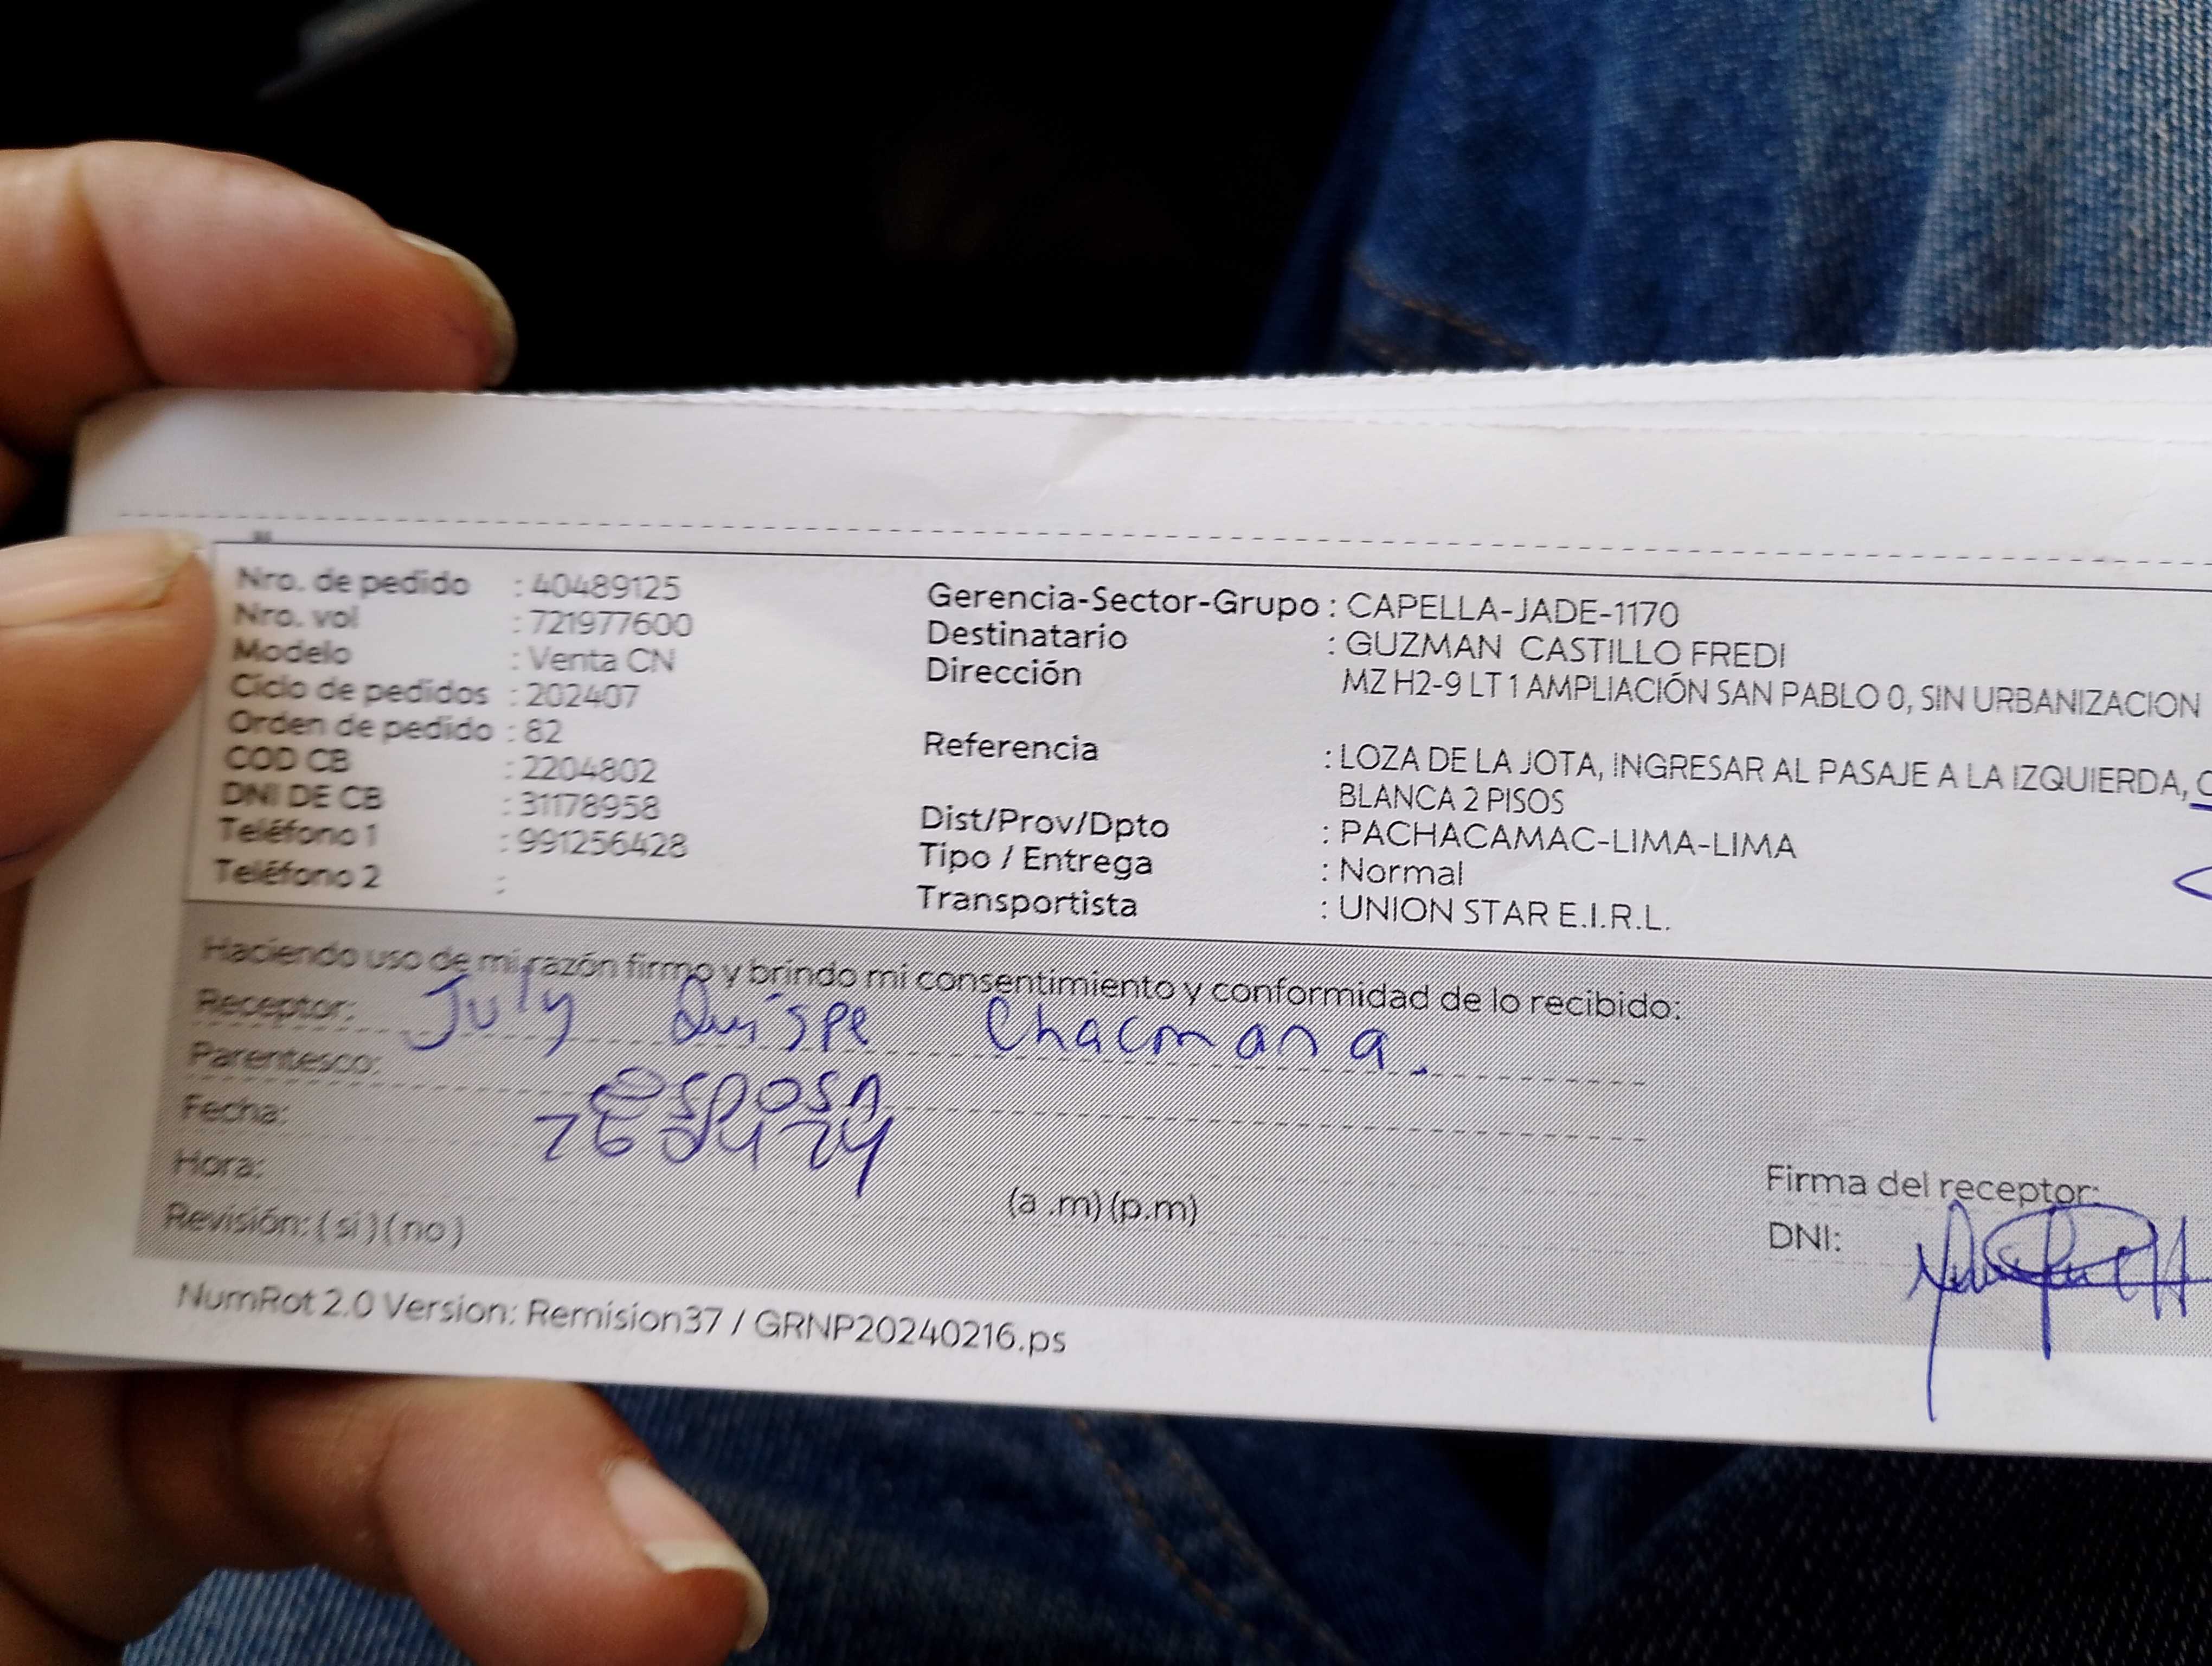 Nro. de pedido : 40489125
Nro. vol : 721977600
Modelo : Venta CN
Ciclo de pedidos : 202407
Orden de pedido : 82
COD CB : 2204802
DNI DE CB : 31178958
Teléfono 1 : 991256428
Teléfono 2 :
Gerencia-Sector-Grupo : CAPELLA-JADE-1170
Destinatario : GUZMAN CASTILLO FREDI
Dirección MZ H2-9 LT 1 AMPLIACIÓN SAN PABLO 0, SIN URBANIZACION
Referencia : LOZA DE LA JOTA, INGRESAR AL PASAJE A LA IZQUIERDA,
BLANCA 2 PISOS
Dist/Prov/Dpto : PACHACAMAC-LIMA-LIMA
Tipo / Entrega : Normal
Transportista : UNION STAR E.I.R.L.
Haciendo uso de mi razón firmo y brindo mi consentimiento y conformidad de lo recibido:
Receptor: July Quispe Chacmana.
Parentesco: esposa
Fecha:
Hora: (a .m) (p.m)
Revisión: ( si ) ( no )
Firma del receptor:
DNI:
NumRot 2.0 Version: Remision37 / GRNP20240216.ps